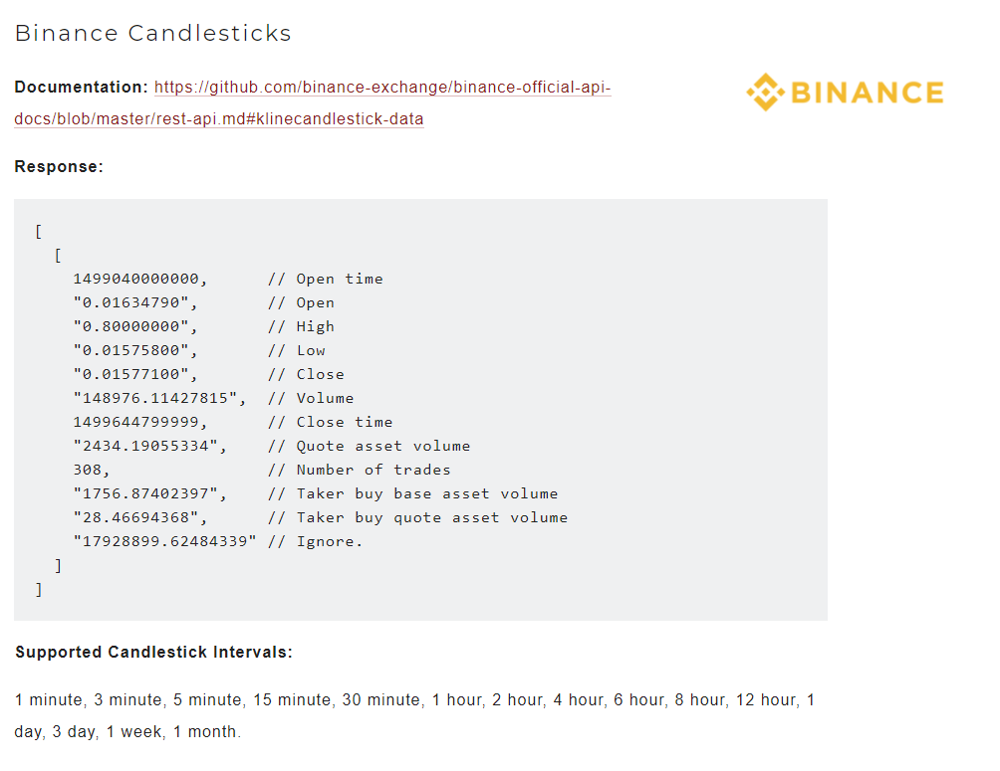 Binance Candlesticks
Documentation: https://github.com/binance-exchange/binance-official-api-
docs/blob/master/rest-api.md#klinecandlestick-data
BINANCE
Response:
[
  [
    1499040000000,      // Open time
    "0.01634790",       // Open
    "0.80000000",       // High
    "0.01575800",       // Low
    "0.01577100",       // Close
    "148976.11427815",  // Volume
    1499644799999,      // Close time
    "2434.19055334",    // Quote asset volume
    308,                // Number of trades
    "1756.87402397",    // Taker buy base asset volume
    "28.46694368",      // Taker buy quote asset volume
    "17928899.62484339" // Ignore.
  ]
]
Supported Candlestick Intervals:
1 minute, 3 minute, 5 minute, 15 minute, 30 minute, 1 hour, 2 hour, 4 hour, 6 hour, 8 hour, 12 hour, 1
day, 3 day, 1 week, 1 month.